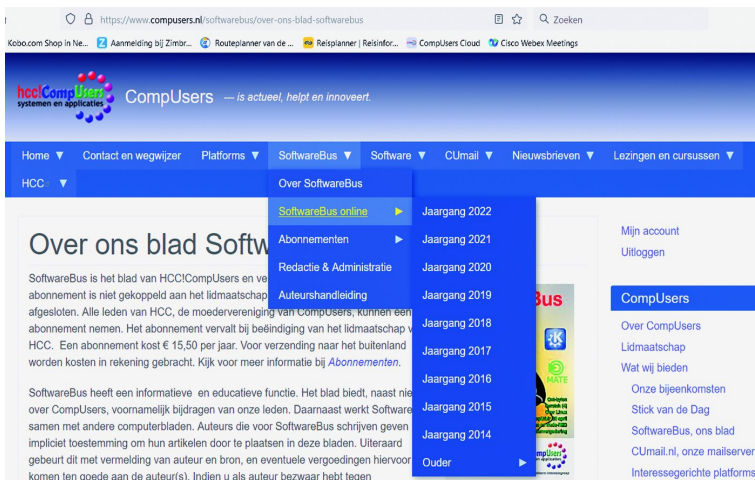 https://www.compusers.nl/softwarebus/over-ons-blad-softwarebus
Zoeken
Kobo.com Shop in Ne...
Aanmelding bij Zimbr...
Routeplanner van de ...
Reisplanner | Reisinfor...
CompUsers Cloud
Cisco Webex Meetings
hcc!CompUsers
systemen en applicaties
CompUsers — is actueel, helpt en innoveert.
Home ▼ Contact en wegwijzer Platforms ▼ SoftwareBus ▼ Software ▼ CUmail ▼ Nieuwsbrieven ▼ Lezingen en cursussen ▼
HCC ▼
Over SoftwareBus
SoftwareBus online ▶
Abonnementen ▶
Redactie & Administratie
Auteurshandleiding
Jaargang 2022
Jaargang 2021
Jaargang 2020
Jaargang 2019
Jaargang 2018
Jaargang 2017
Jaargang 2016
Jaargang 2015
Jaargang 2014
Ouder ▶
Over ons blad Softw
SoftwareBus is het blad van HCC!CompUsers en ve
abonnement is niet gekoppeld aan het lidmaatschap
afgesloten. Alle leden van HCC, de moedervereniging van CompUsers, kunnen een
abonnement nemen. Het abonnement vervalt bij beëindiging van het lidmaatschap v
HCC. Een abonnement kost € 15,50 per jaar. Voor verzending naar het buitenland
worden kosten in rekening gebracht. Kijk voor meer informatie bij Abonnementen.
SoftwareBus heeft een informatieve en educatieve functie. Het blad biedt, naast nie
over CompUsers, voornamelijk bijdragen van onze leden. Daarnaast werkt Software
samen met andere computerbladen. Auteurs die voor SoftwareBus schrijven geven
impliciet toestemming om hun artikelen door te plaatsen in deze bladen. Uiteraard
gebeurt dit met vermelding van auteur en bron, en eventuele vergoedingen hiervoor
komen ten goede aan de auteur(s). Indien u als auteur bezwaar hebt tegen
Bus
MATE
Mijn account
Uitloggen
CompUsers
Over CompUsers
Lidmaatschap
Wat wij bieden
Onze bijeenkomsten
Stick van de Dag
SoftwareBus, ons blad
CUmail.nl, onze mailserver
Interessegerichte platforms